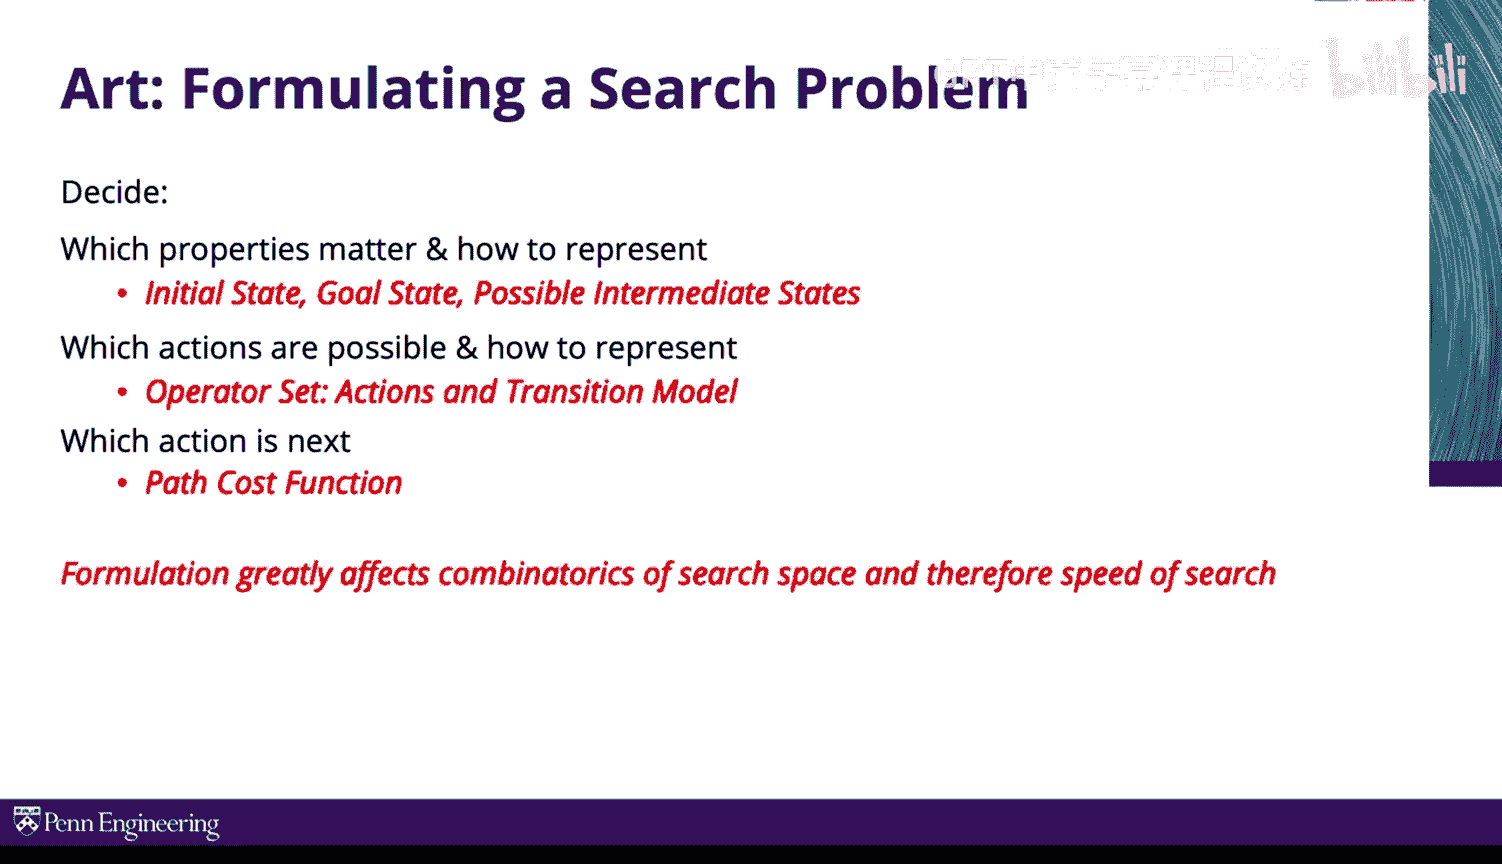 Art: Formulating a Search Problem
bilibili
Decide:
Which properties matter & how to represent
• Initial State, Goal State, Possible Intermediate States
Which actions are possible & how to represent
• Operator Set: Actions and Transition Model
Which action is next
• Path Cost Function
Formulation greatly affects combinatorics of search space and therefore speed of search
Penn Engineering